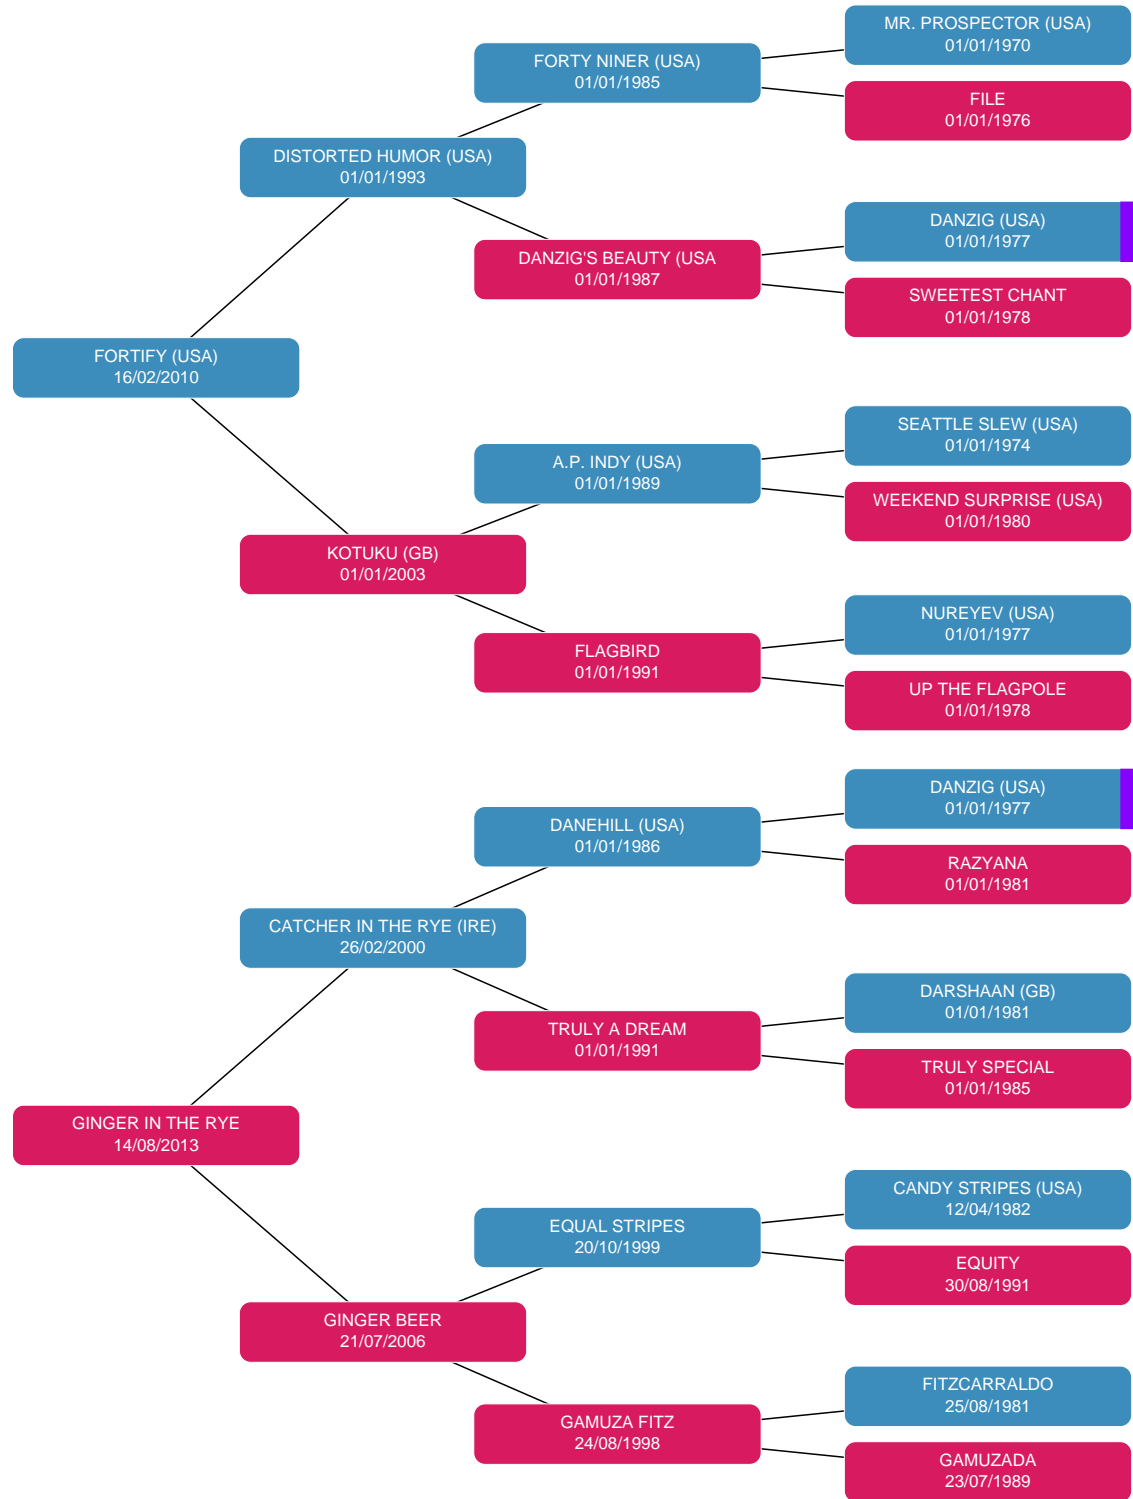 MR. PROSPECTOR (USA)
01/01/1970
FORTY NINER (USA)
01/01/1985
FILE
01/01/1976
DISTORTED HUMOR (USA)
01/01/1993
DANZIG (USA)
01/01/1977
DANZIG'S BEAUTY (USA
01/01/1987
SWEETEST CHANT
01/01/1978
FORTIFY (USA)
16/02/2010
SEATTLE SLEW (USA)
01/01/1974
A.P. INDY (USA)
01/01/1989
WEEKEND SURPRISE (USA)
01/01/1980
KOTUKU (GB)
01/01/2003
NUREYEV (USA)
01/01/1977
FLAGBIRD
01/01/1991
UP THE FLAGPOLE
01/01/1978
DANZIG (USA)
01/01/1977
DANEHILL (USA)
01/01/1986
RAZYANA
01/01/1981
CATCHER IN THE RYE (IRE)
26/02/2000
DARSHAAN (GB)
01/01/1981
TRULY A DREAM
01/01/1991
TRULY SPECIAL
01/01/1985
GINGER IN THE RYE
14/08/2013
CANDY STRIPES (USA)
12/04/1982
EQUAL STRIPES
20/10/1999
EQUITY
30/08/1991
GINGER BEER
21/07/2006
FITZCARRALDO
25/08/1981
GAMUZA FITZ
24/08/1998
GAMUZADA
23/07/1989